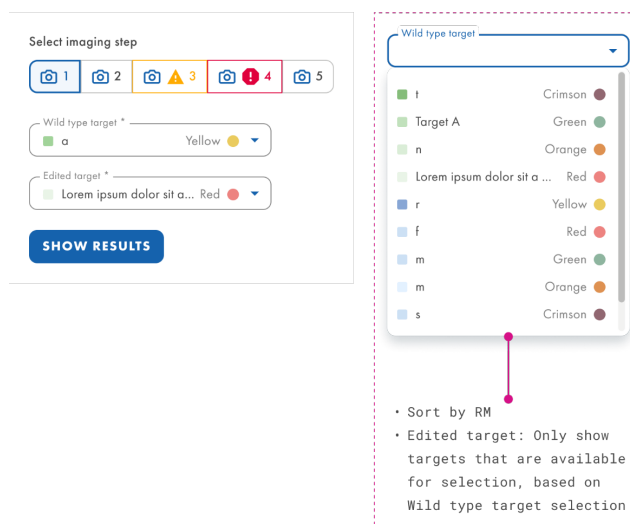 Select imaging step
1 2 3 4 5
Wild type target *
a Yellow
Edited target *
Lorem ipsum dolor sit a... Red
SHOW RESULTS
Wild type target
t Crimson
Target A Green
n Orange
Lorem ipsum dolor sit a ... Red
r Yellow
f Red
m Green
m Orange
s Crimson
• Sort by RM
• Edited target: Only show
targets that are available
for selection, based on
Wild type target selection